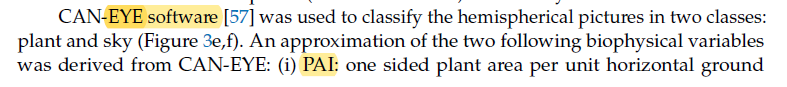 CAN-EYE software [57] was used to classify the hemispherical pictures in two classes:
plant and sky (Figure 3e,f). An approximation of the two following biophysical variables
was derived from CAN-EYE: (i) PAI: one sided plant area per unit horizontal ground